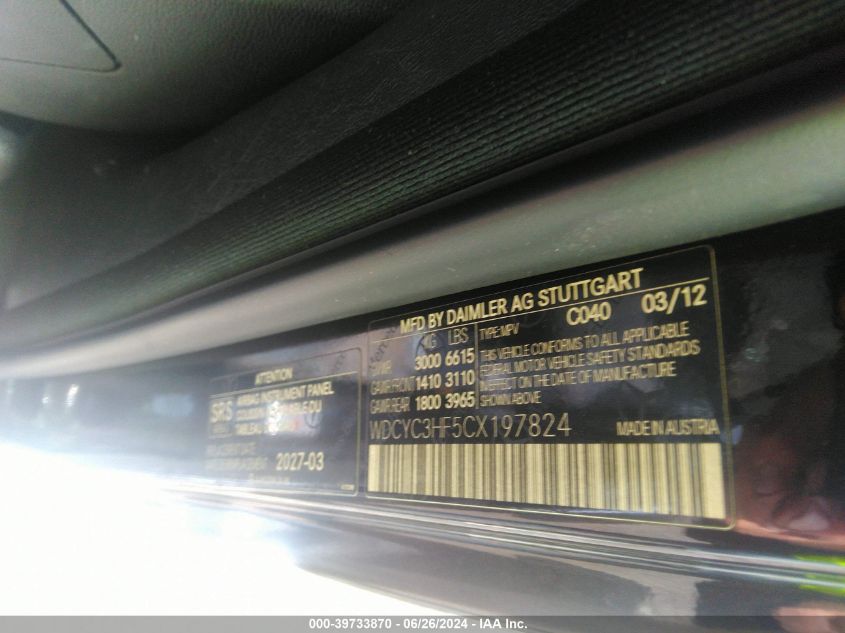 MFD BY DAIMLER AG STUTTGART
C040 03/12
KG LBS
GVWR 3000 6615
GAWR FRONT 1410 3110
GAWR REAR 1800 3965
TYPE: MPV
THIS VEHICLE CONFORMS TO ALL APPLICABLE
FEDERAL MOTOR VEHICLE SAFETY STANDARDS
IN EFFECT ON THE DATE OF MANUFACTURE
SHOWN ABOVE
WDCYC3HF5CX197824 MADE IN AUSTRIA
ATTENTION
SRS AIRBAG INSTRUMENT PANEL
2027-03
000-39733870 / 06/26/2024 - IAA Inc.